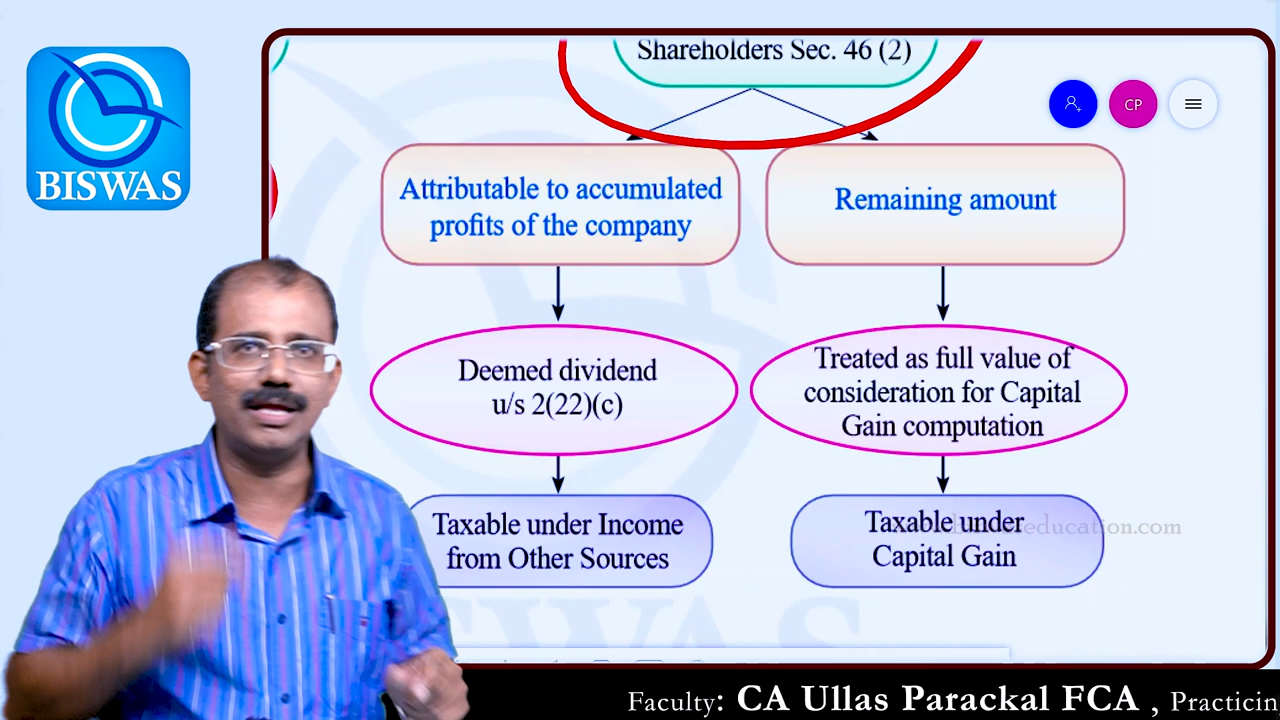 BISWAS
Shareholders Sec. 46 (2)
CP
Attributable to accumulated
profits of the company
Remaining amount
Deemed dividend
u/s 2(22)(c)
Treated as full value of
consideration for Capital
Gain computation
Taxable under Income
from Other Sources
Taxable under
Capital Gain
education.com
Faculty: CA Ullas Parackal FCA , Practicin